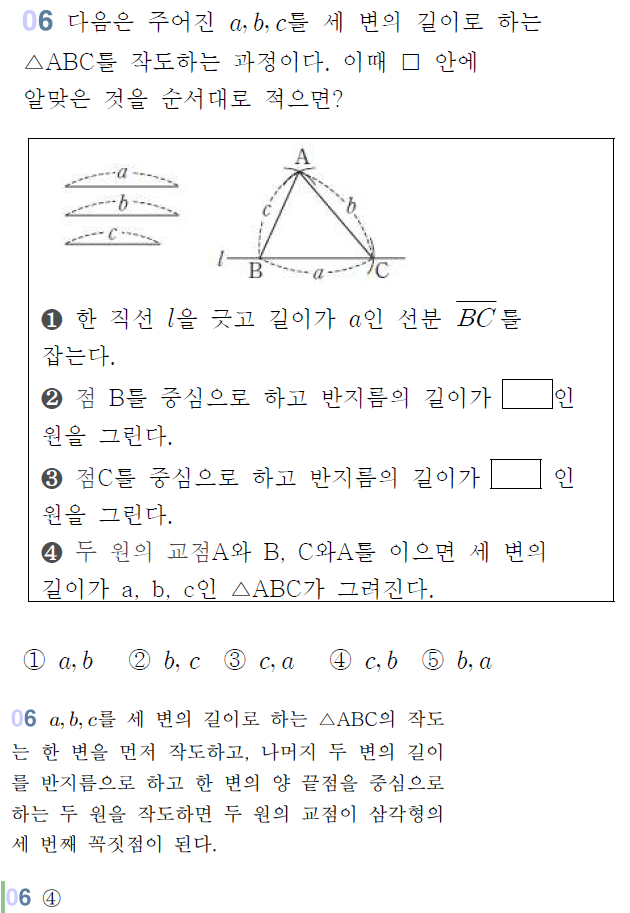 06 다음은 주어진 a, b, c를 세 변의 길이로 하는
△ABC를 작도하는 과정이다. 이때 □ 안에
알맞은 것을 순서대로 적으면?
a
b
c
A
c
b
l
B
a
C
❶ 한 직선 l을 긋고 길이가 a인 선분 \overline{BC}를
잡는다.
❷ 점 B를 중심으로 하고 반지름의 길이가 □인
원을 그린다.
❸ 점C를 중심으로 하고 반지름의 길이가 □ 인
원을 그린다.
❹ 두 원의 교점A와 B, C와A를 이으면 세 변의
길이가 a, b, c인 △ABC가 그려진다.
① a, b ② b, c ③ c, a ④ c, b ⑤ b, a
06 a, b, c를 세 변의 길이로 하는 △ABC의 작도
는 한 변을 먼저 작도하고, 나머지 두 변의 길이
를 반지름으로 하고 한 변의 양 끝점을 중심으로
하는 두 원을 작도하면 두 원의 교점이 삼각형의
세 번째 꼭짓점이 된다.
06 ④